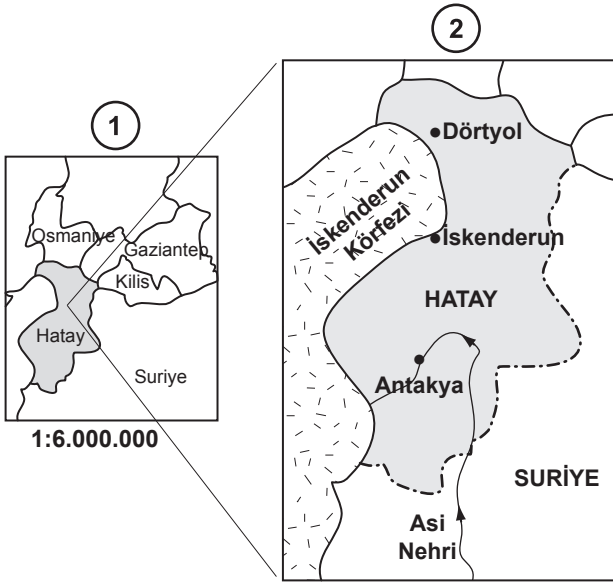 1
Osmaniye
Gaziantep
Kilis
Hatay
Suriye
1:6.000.000
2
Dörtyol
İskenderun
Körfezi
İskenderun
HATAY
Antakya
SURİYE
Asi
Nehri